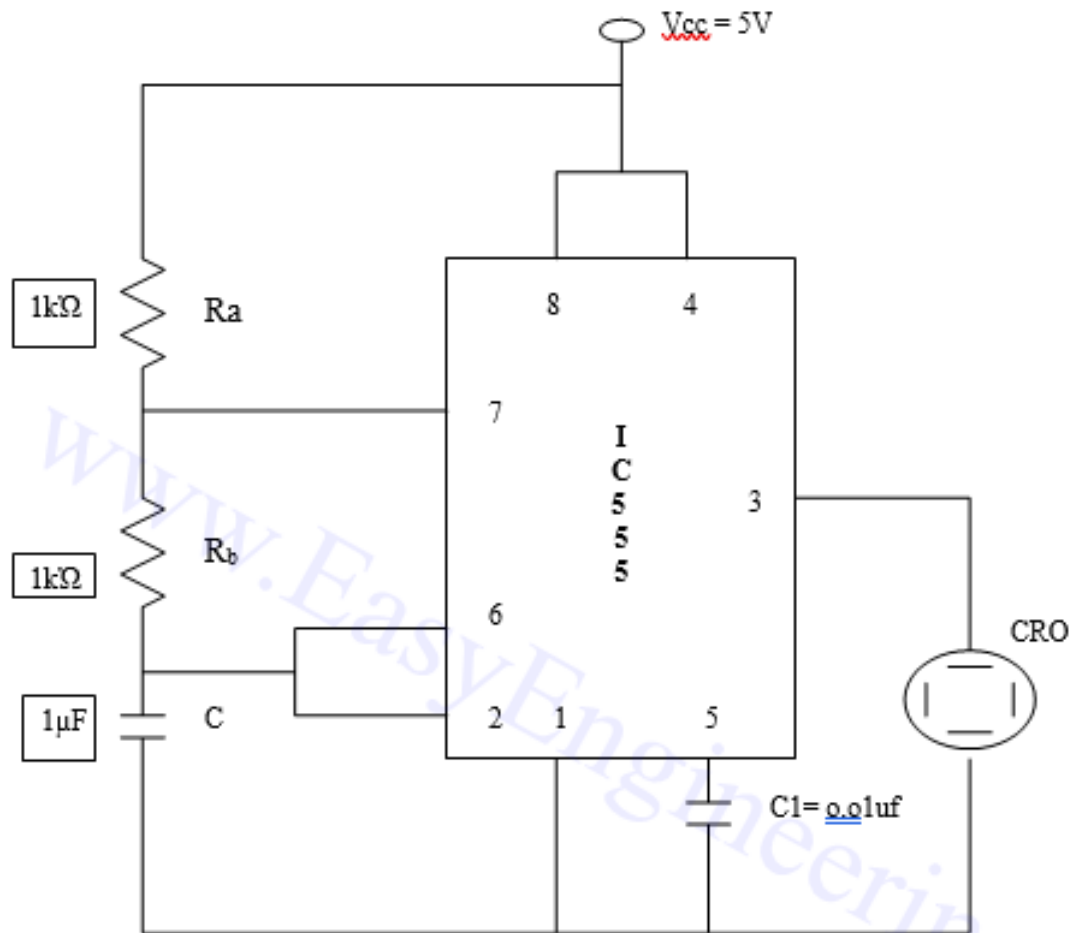 Vcc = 5V
1kΩ
Ra
8
4
7
I
C
5
5
5
3
1kΩ
Rb
6
CRO
1µF
C
2
1
5
C1= o.o1uf
www.EasyEngineerin